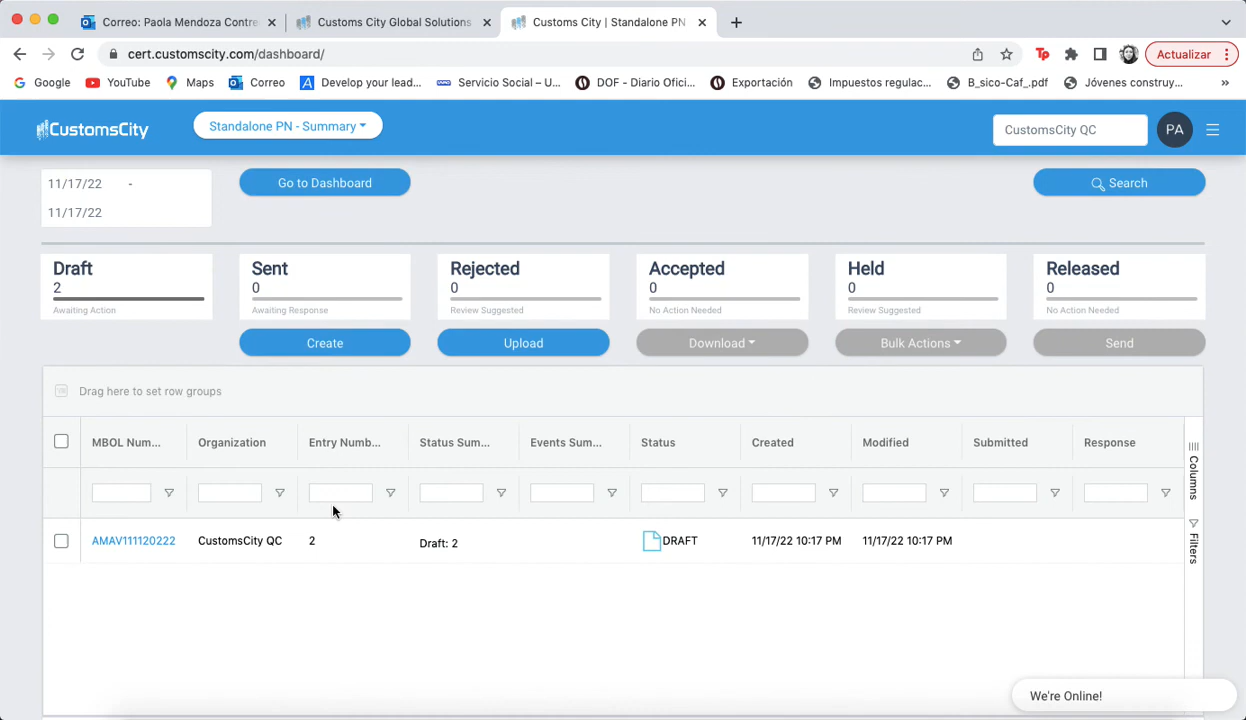 Correo: Paola Mendoza Contre
Customs City Global Solutions
Customs City | Standalone PN
cert.customscity.com/dashboard/
Actualizar
Google
YouTube
Maps
Correo
Develop your lead...
Servicio Social – U...
DOF - Diario Ofici...
Exportación
Impuestos regulac...
B_sico-Caf_.pdf
Jóvenes construy...
»
CustomsCity
Standalone PN - Summary
CustomsCity QC
PA
11/17/22 -
11/17/22
Go to Dashboard
Search
Draft
2
Awaiting Action
Sent
0
Awaiting Response
Rejected
0
Review Suggested
Accepted
0
No Action Needed
Held
0
Review Suggested
Released
0
No Action Needed
Create
Upload
Download
Bulk Actions
Send
Drag here to set row groups
MBOL Num... Organization Entry Numb... Status Sum... Events Sum... Status Created Modified Submitted Response
Columns
Filters
AMAV111120222 CustomsCity QC 2 Draft: 2 DRAFT 11/17/22 10:17 PM 11/17/22 10:17 PM
We're Online!